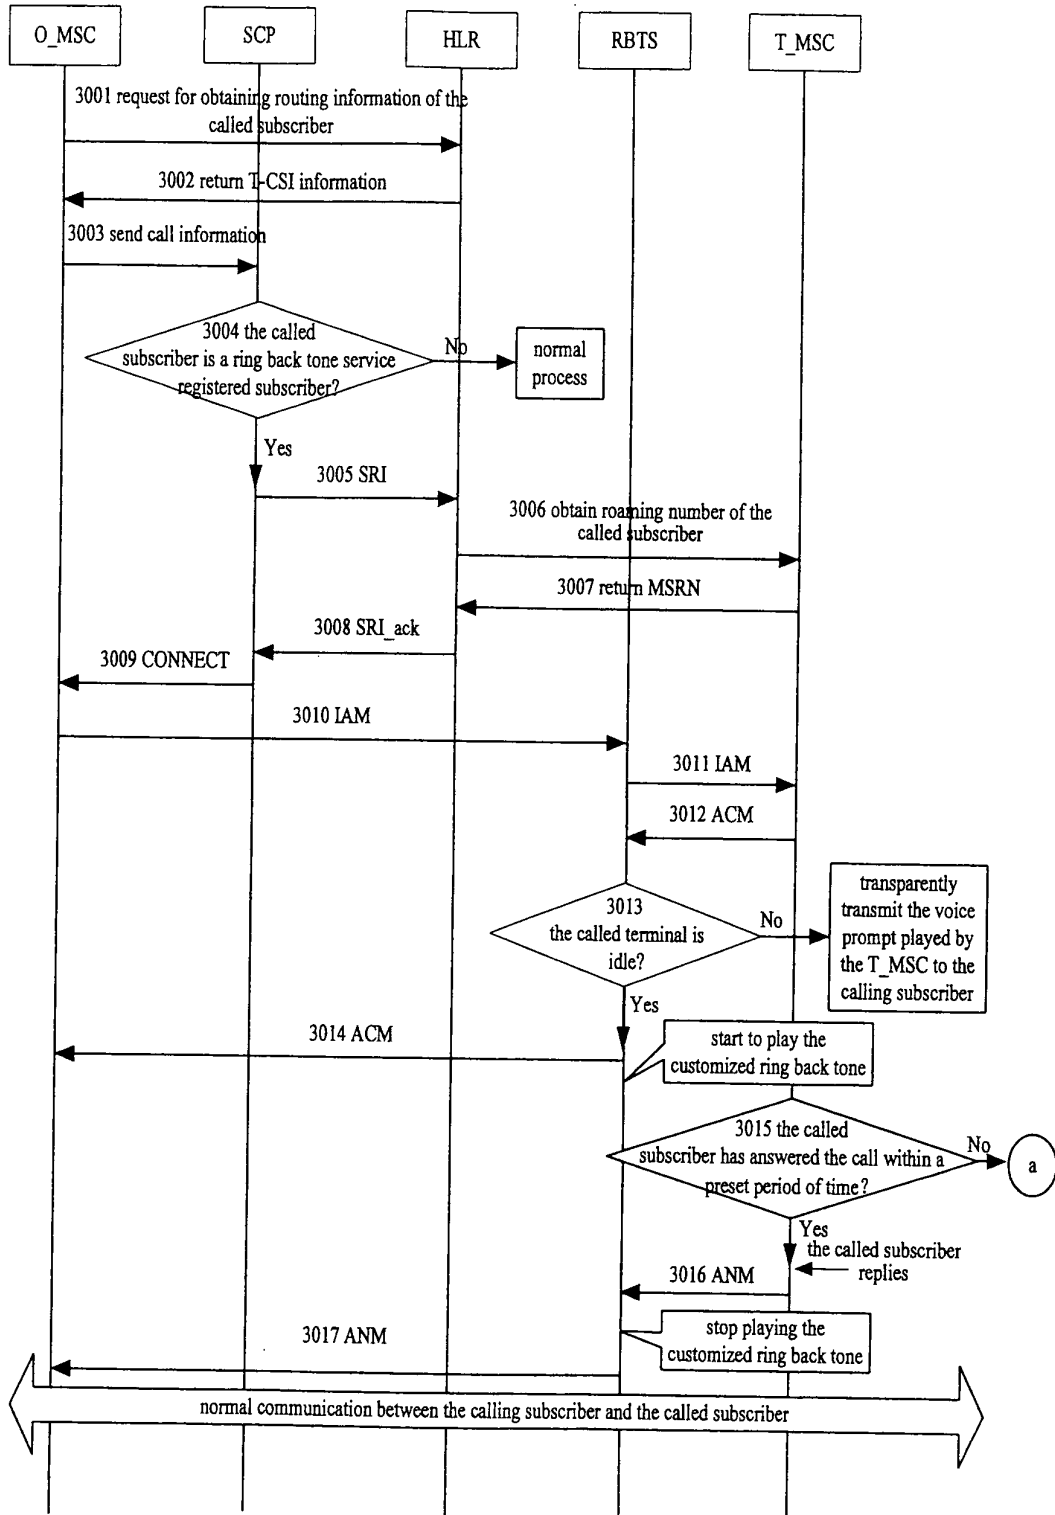 O_MSC
SCP
HLR
RBTS
T_MSC
3001 request for obtaining routing information of the
called subscriber
3002 return T-CSI information
3003 send call information
3004 the called
subscriber is a ring back tone service
registered subscriber?
No
normal
process
Yes
3005 SRI
3006 obtain roaming number of the
called subscriber
3007 return MSRN
3008 SRI_ack
3009 CONNECT
3010 IAM
3011 IAM
3012 ACM
3013
the called terminal is
idle?
No
transparently
transmit the voice
prompt played by
the T_MSC to the
calling subscriber
Yes
3014 ACM
start to play the
customized ring back tone
3015 the called
subscriber has answered the call within a
preset period of time?
No
a
Yes
the called subscriber
replies
3016 ANM
stop playing the
customized ring back tone
3017 ANM
normal communication between the calling subscriber and the called subscriber